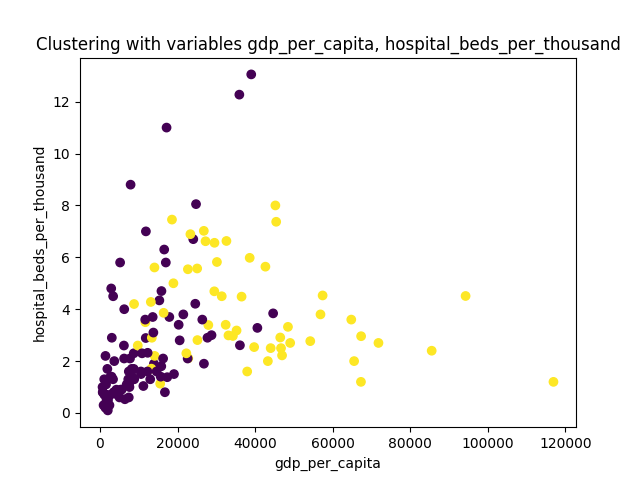 Clustering with variables gdp_per_capita, hospital_beds_per_thousand
hospital_beds_per_thousand
12
10
8
6
4
2
0
0 20000 40000 60000 80000 100000 120000
gdp_per_capita